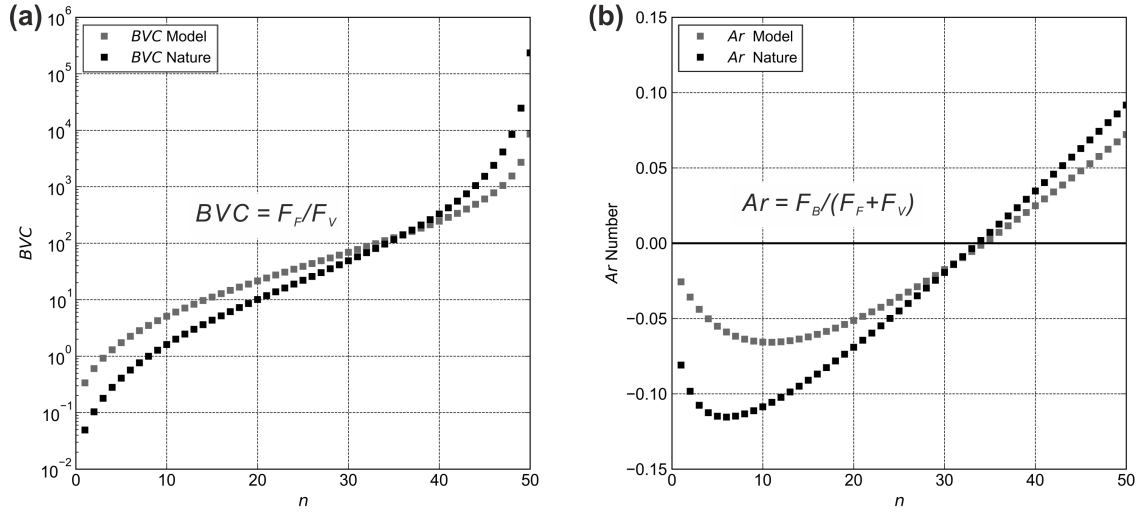 (a)
BVC Model
BVC Nature
BVC = F_F/F_V
10^6
10^5
10^4
10^3
10^2
10^1
10^0
10^-1
10^-2
BVC
0 10 20 30 40 50
n
(b)
Ar Model
Ar Nature
Ar = F_B/(F_F+F_V)
0.15
0.10
0.05
0.00
−0.05
−0.10
−0.15
Ar Number
0 10 20 30 40 50
n